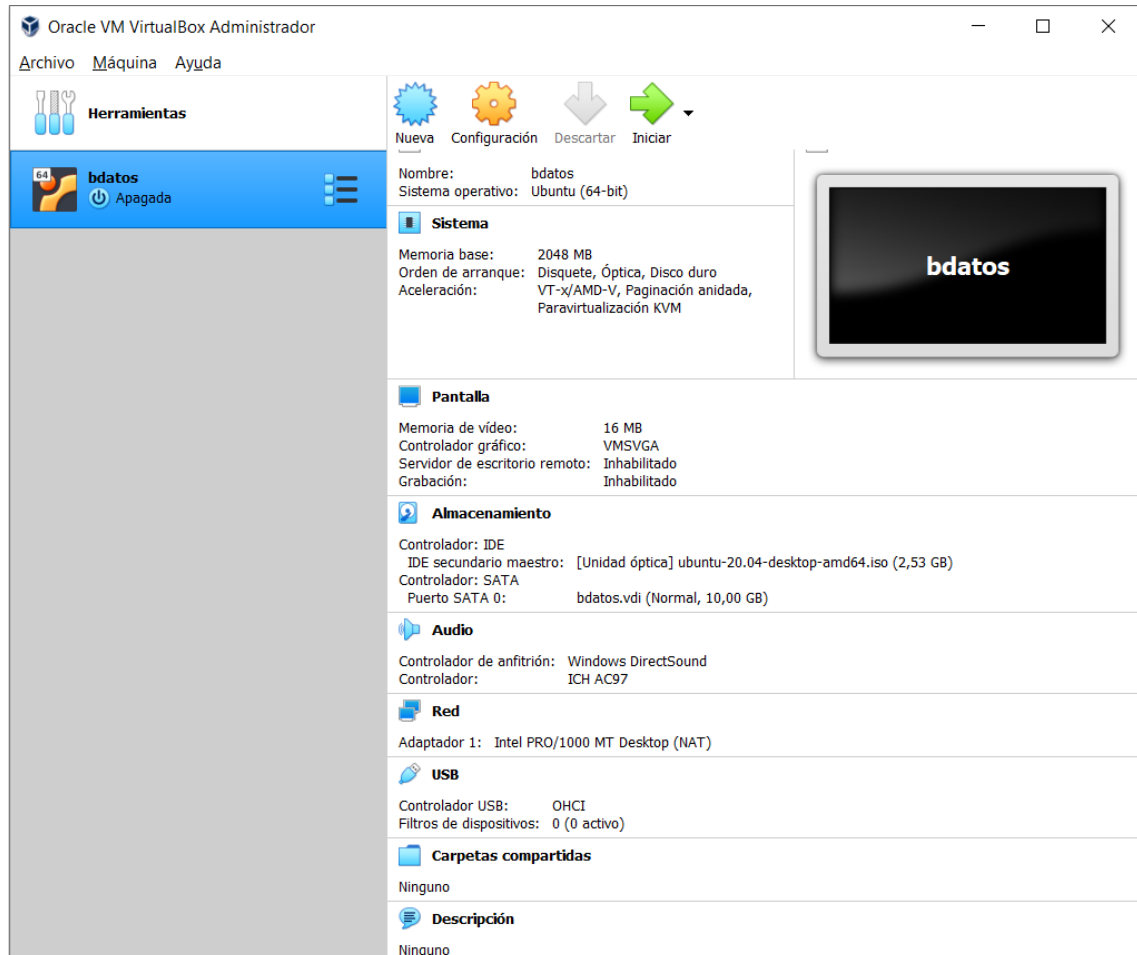 Oracle VM VirtualBox Administrador
Archivo Máquina Ayuda
Herramientas
Nueva Configuración Descartar Iniciar
64
bdatos
Apagada
Nombre: bdatos
Sistema operativo: Ubuntu (64-bit)
Sistema
Memoria base: 2048 MB
Orden de arranque: Disquete, Óptica, Disco duro
Aceleración: VT-x/AMD-V, Paginación anidada,
Paravirtualización KVM
bdatos
Pantalla
Memoria de vídeo: 16 MB
Controlador gráfico: VMSVGA
Servidor de escritorio remoto: Inhabilitado
Grabación: Inhabilitado
Almacenamiento
Controlador: IDE
IDE secundario maestro: [Unidad óptica] ubuntu-20.04-desktop-amd64.iso (2,53 GB)
Controlador: SATA
Puerto SATA 0: bdatos.vdi (Normal, 10,00 GB)
Audio
Controlador de anfitrión: Windows DirectSound
Controlador: ICH AC97
Red
Adaptador 1: Intel PRO/1000 MT Desktop (NAT)
USB
Controlador USB: OHCI
Filtros de dispositivos: 0 (0 activo)
Carpetas compartidas
Ninguno
Descripción
Ninguno